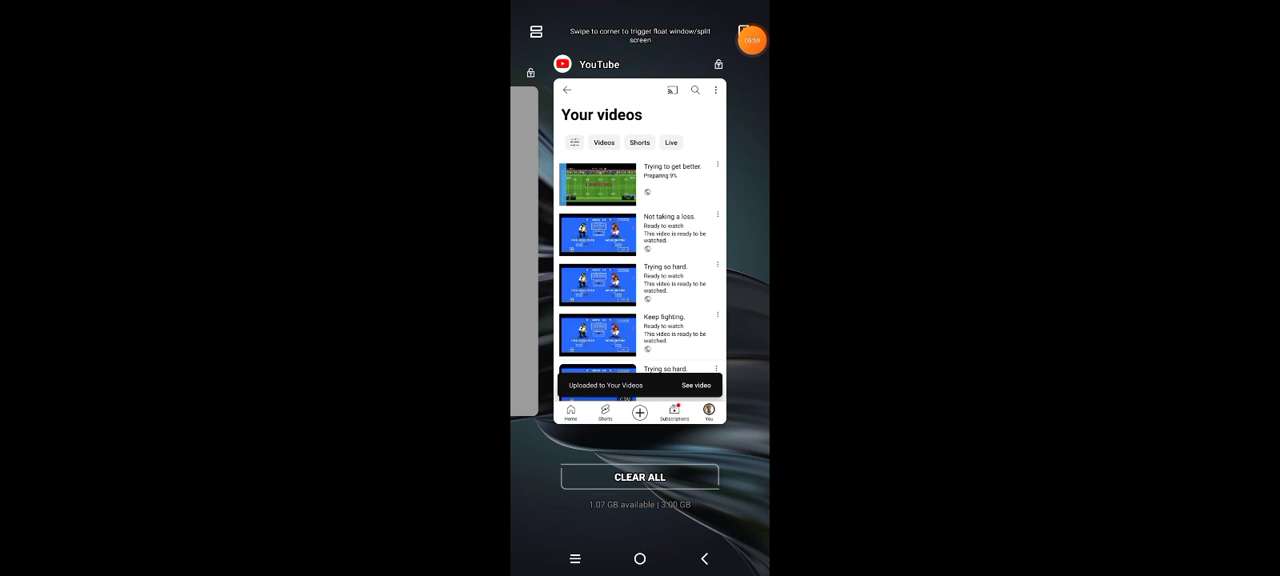 Swipe to corner to trigger float window/split
screen
06:59
YouTube
Your videos
Videos
Shorts
Live
Trying to get better.
Preparing 9%
Not taking a loss.
Ready to watch
This video is ready to be
watched.
Trying so hard.
Ready to watch
This video is ready to be
watched.
Keep fighting.
Ready to watch
This video is ready to be
watched.
Trying so hard.
Uploaded to Your Videos
See video
Home
Shorts
Subscriptions
You
CLEAR ALL
1.07 GB available | 3.00 GB